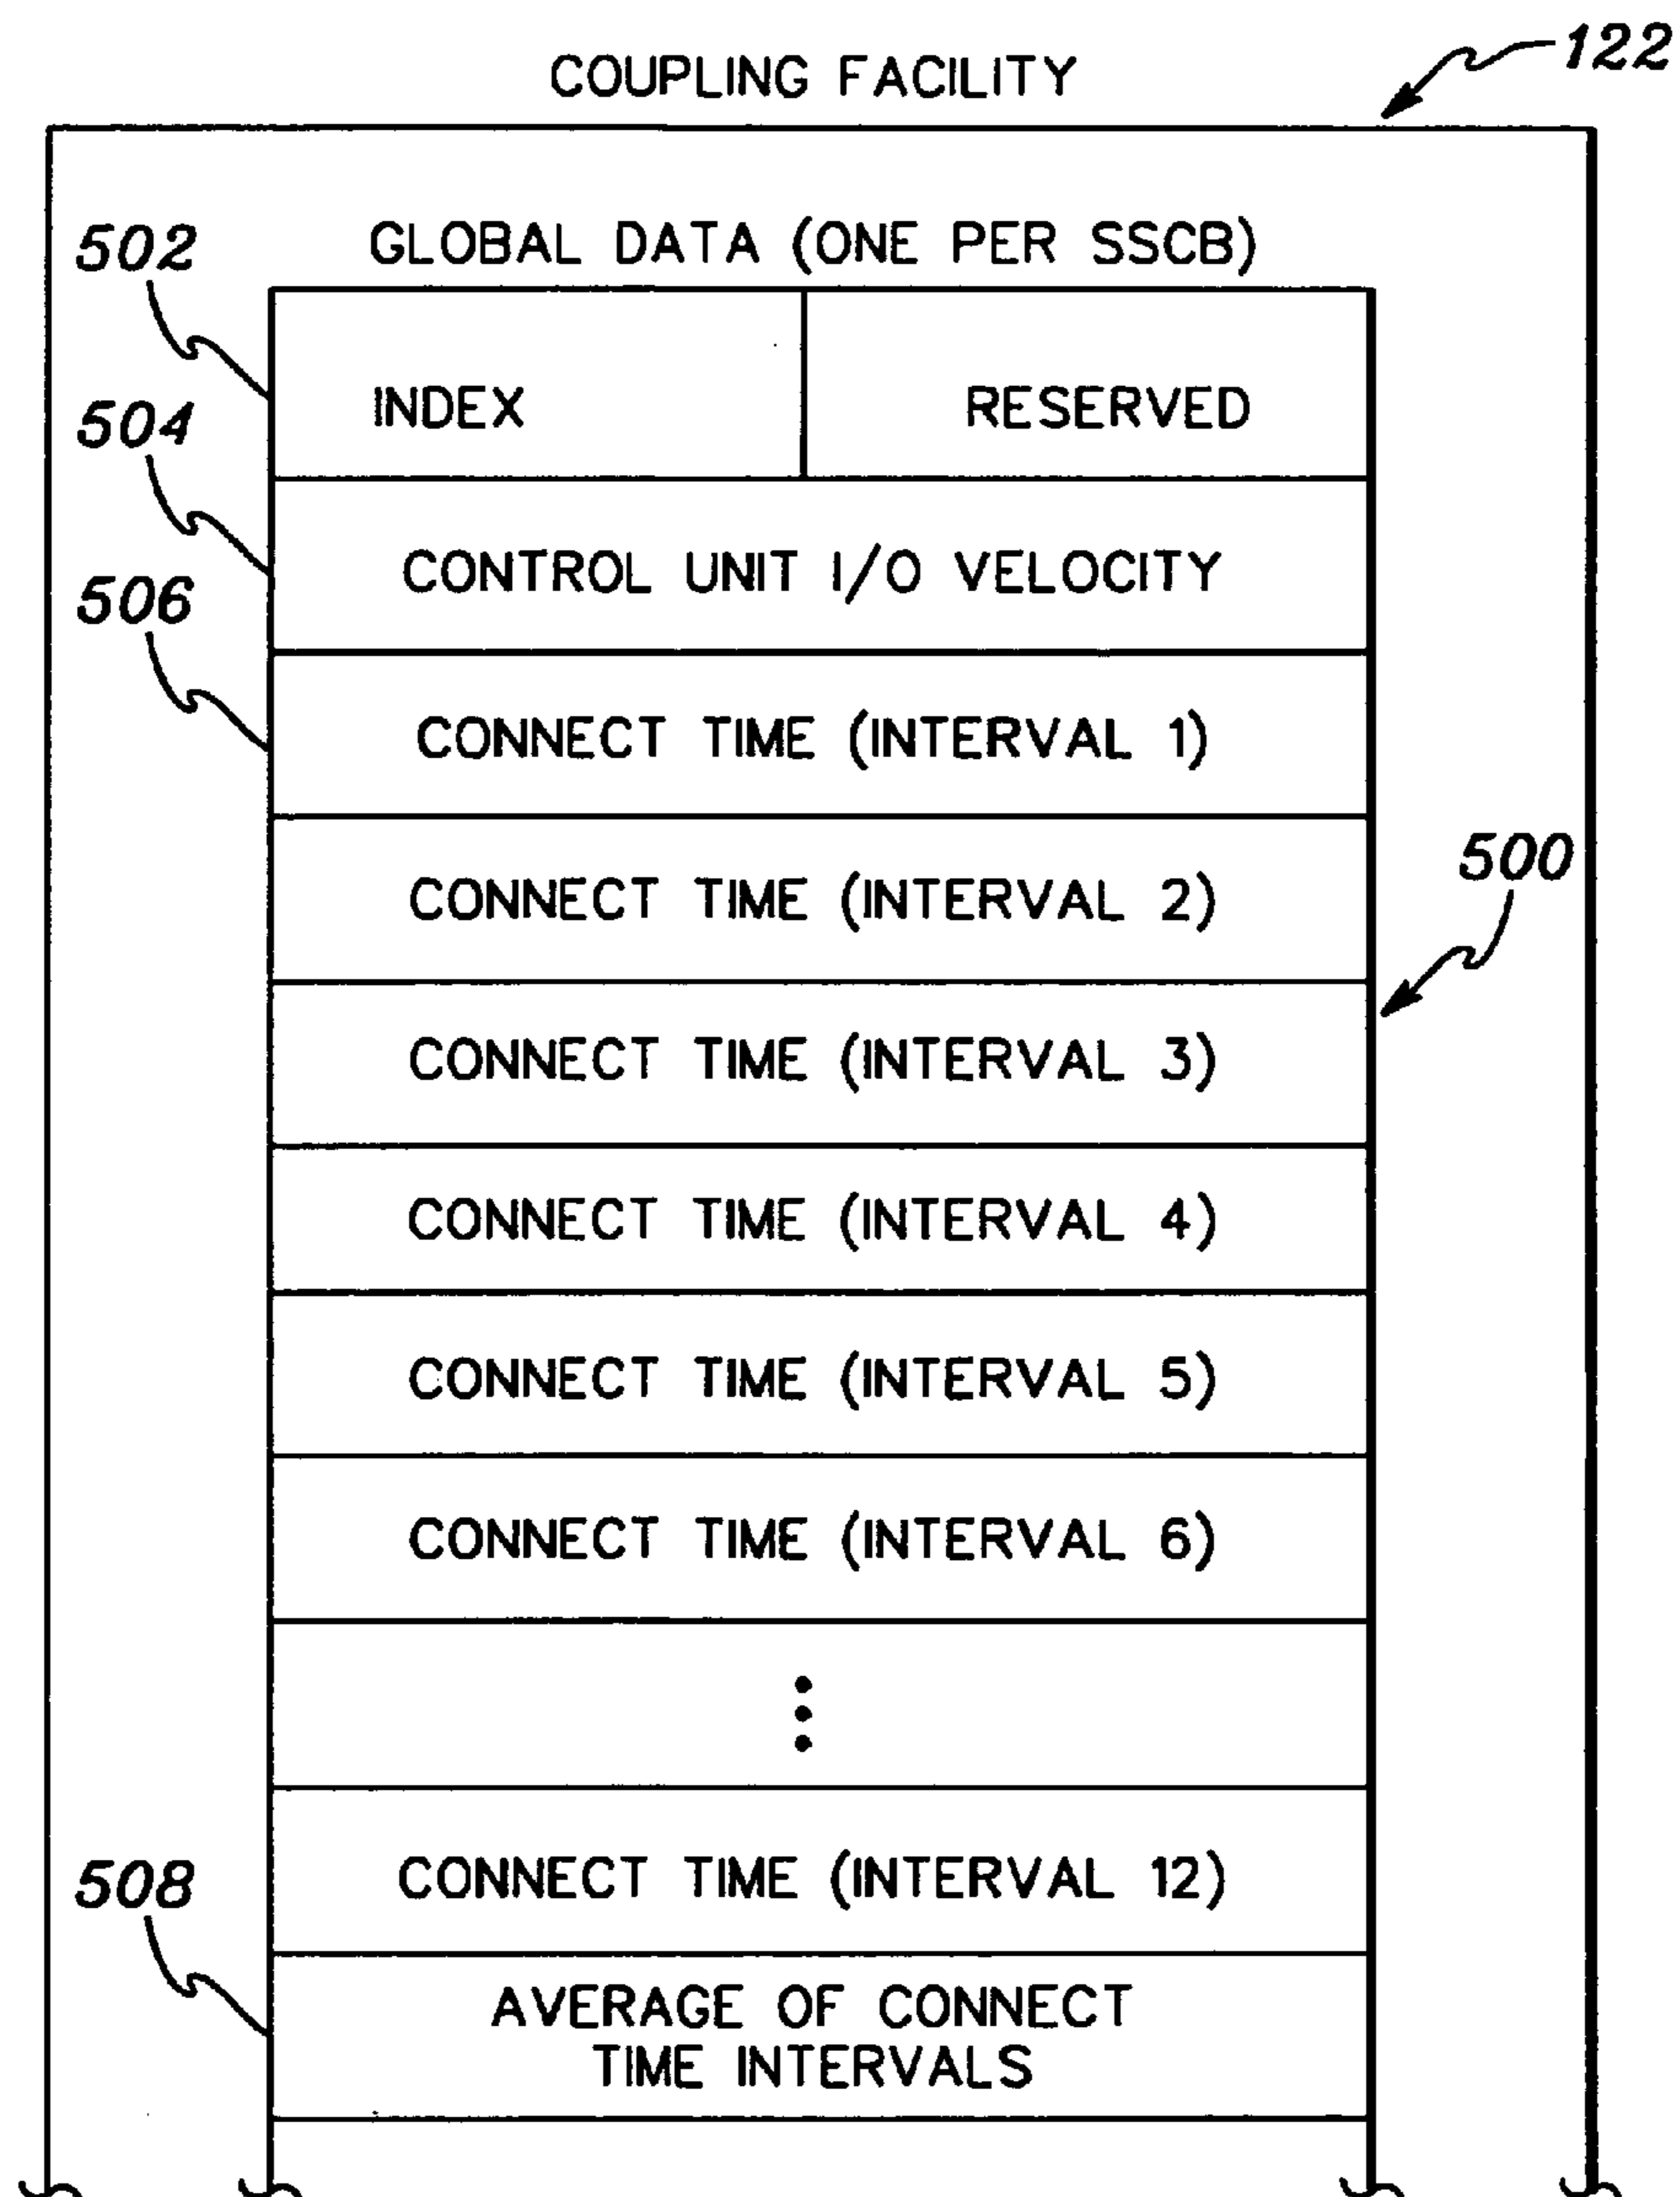 122
COUPLING FACILITY
502
GLOBAL DATA (ONE PER SSCB)
INDEX
RESERVED
504
CONTROL UNIT I/O VELOCITY
506
CONNECT TIME (INTERVAL 1)
CONNECT TIME (INTERVAL 2)
500
CONNECT TIME (INTERVAL 3)
CONNECT TIME (INTERVAL 4)
CONNECT TIME (INTERVAL 5)
CONNECT TIME (INTERVAL 6)
CONNECT TIME (INTERVAL 12)
508
AVERAGE OF CONNECT
TIME INTERVALS